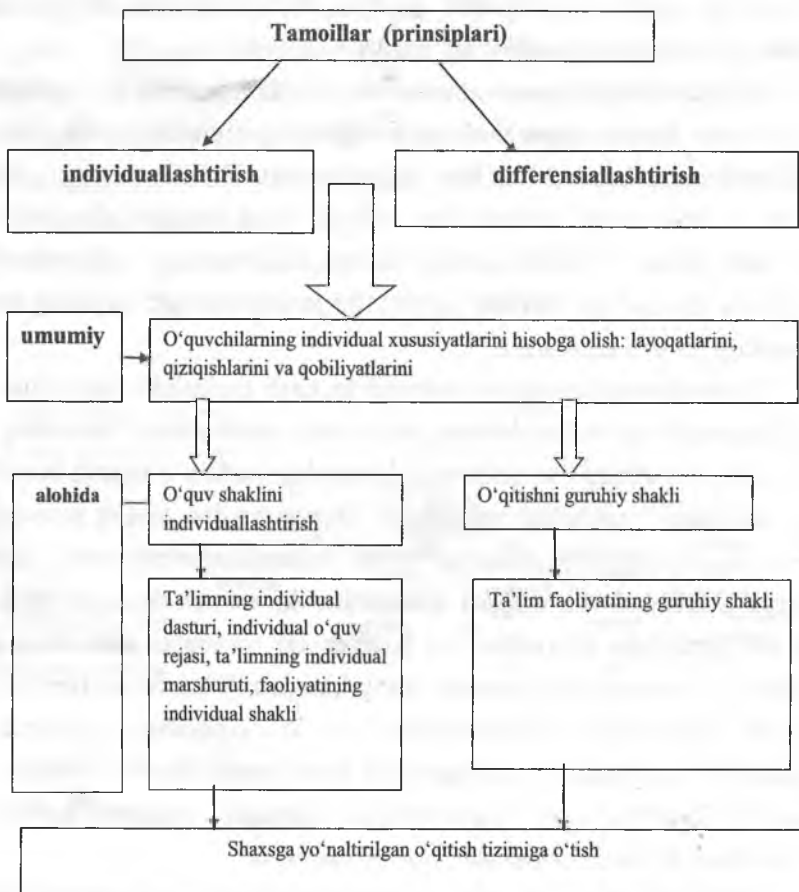 Tamoillar (prinsiplari)
individuallashtirish
differensiallashtirish
umumiy
O‘quvchilarning individual xususiyatlarini hisobga olish: layoqatlarini,
qiziqishlarini va qobiliyatlarini
alohida
O‘quv shaklini
individuallashtirish
O‘qitishni guruhiy shakli
Ta’limning individual
dasturi, individual o‘quv
rejasi, ta’limning individual
marshuruti, faoliyatining
individual shakli
Ta’lim faoliyatining guruhiy shakli
Shaxsga yo‘naltirilgan o‘qitish tizimiga o‘tish